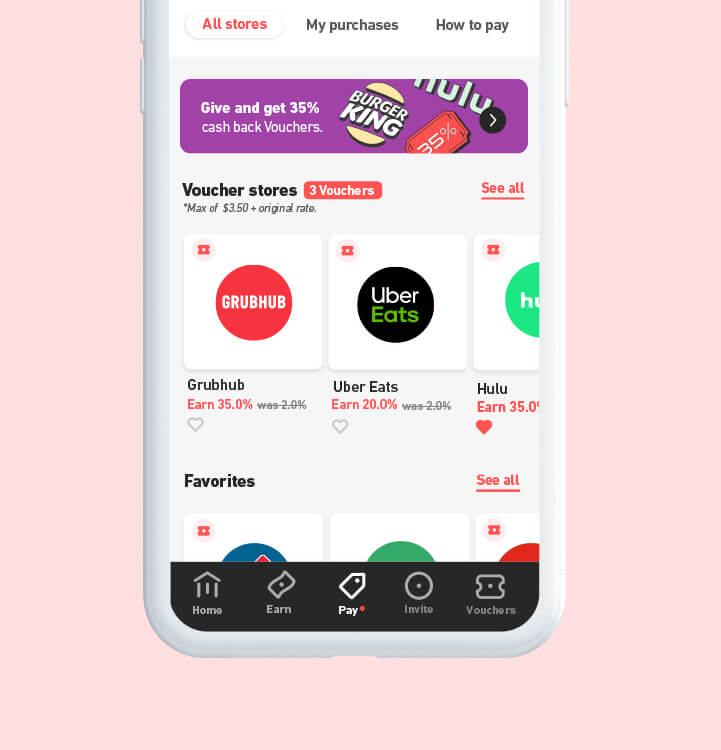 All stores My purchases How to pay
Give and get 35%
cash back Vouchers.
BURGER
KING
hulu
35%
Voucher stores 3 Vouchers See all
*Max of $3.50 + original rate.
GRUBHUB
Uber
Eats
hu
Grubhub
Uber Eats
Hulu
Earn 35.0% was 2.0%
Earn 20.0% was 2.0%
Earn 35.0%
Favorites See all
Home Earn Pay Invite Vouchers